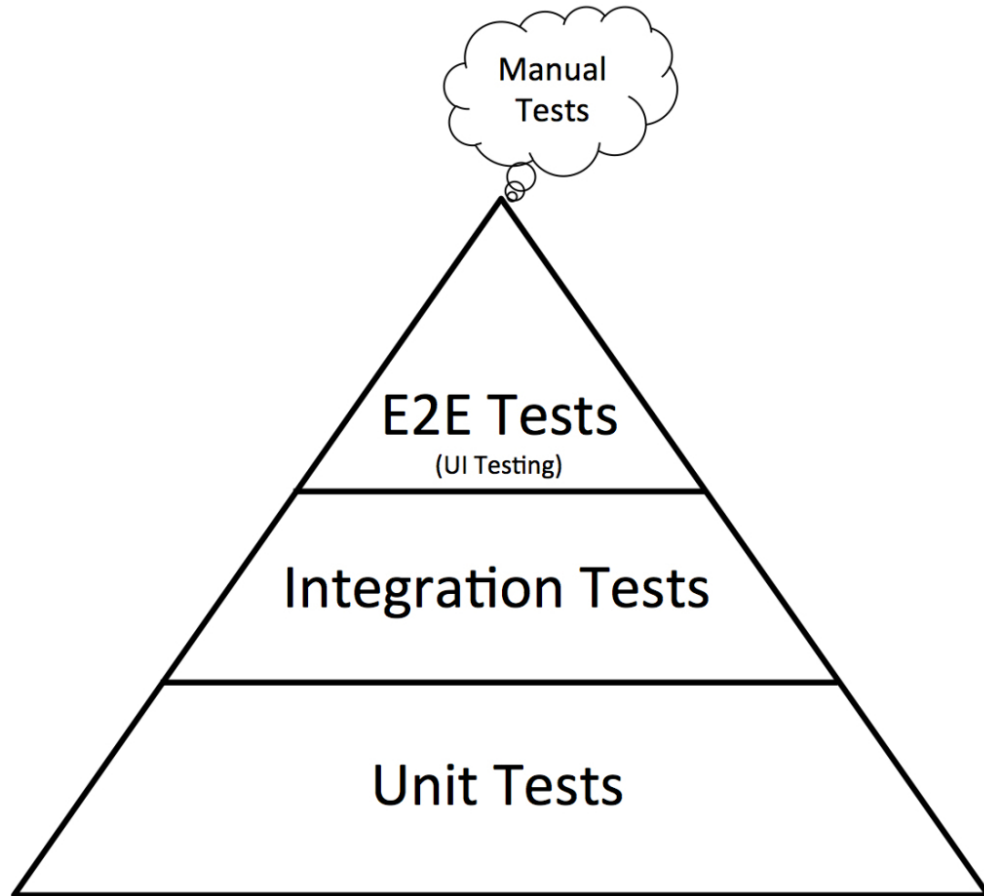 Manual
Tests
E2E Tests
(UI Testing)
Integration Tests
Unit Tests